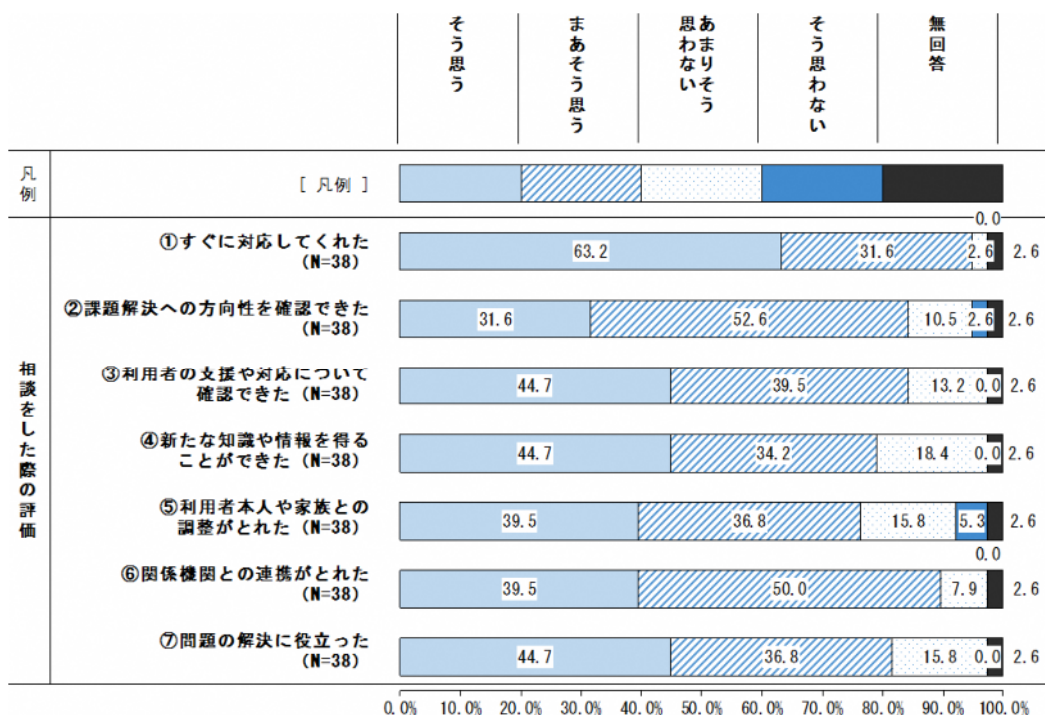 そう思う
まあそう思う
あまりそう
思わない
そう思わない
無回答
凡例
[ 凡例 ]
相談をした際の評価
0.0
①すぐに対応してくれた
(N=38)
63.2 31.6 2.6 2.6
②課題解決への方向性を確認できた
(N=38)
31.6 52.6 10.5 2.6 2.6
③利用者の支援や対応について
確認できた (N=38)
44.7 39.5 13.2 0.0 2.6
④新たな知識や情報を得る
ことができた (N=38)
44.7 34.2 18.4 0.0 2.6
⑤利用者本人や家族との
調整がとれた (N=38)
39.5 36.8 15.8 5.3 2.6
0.0
⑥関係機関との連携がとれた
(N=38)
39.5 50.0 7.9 2.6
⑦問題の解決に役立った
(N=38)
44.7 36.8 15.8 0.0 2.6
0.0% 10.0% 20.0% 30.0% 40.0% 50.0% 60.0% 70.0% 80.0% 90.0% 100.0%